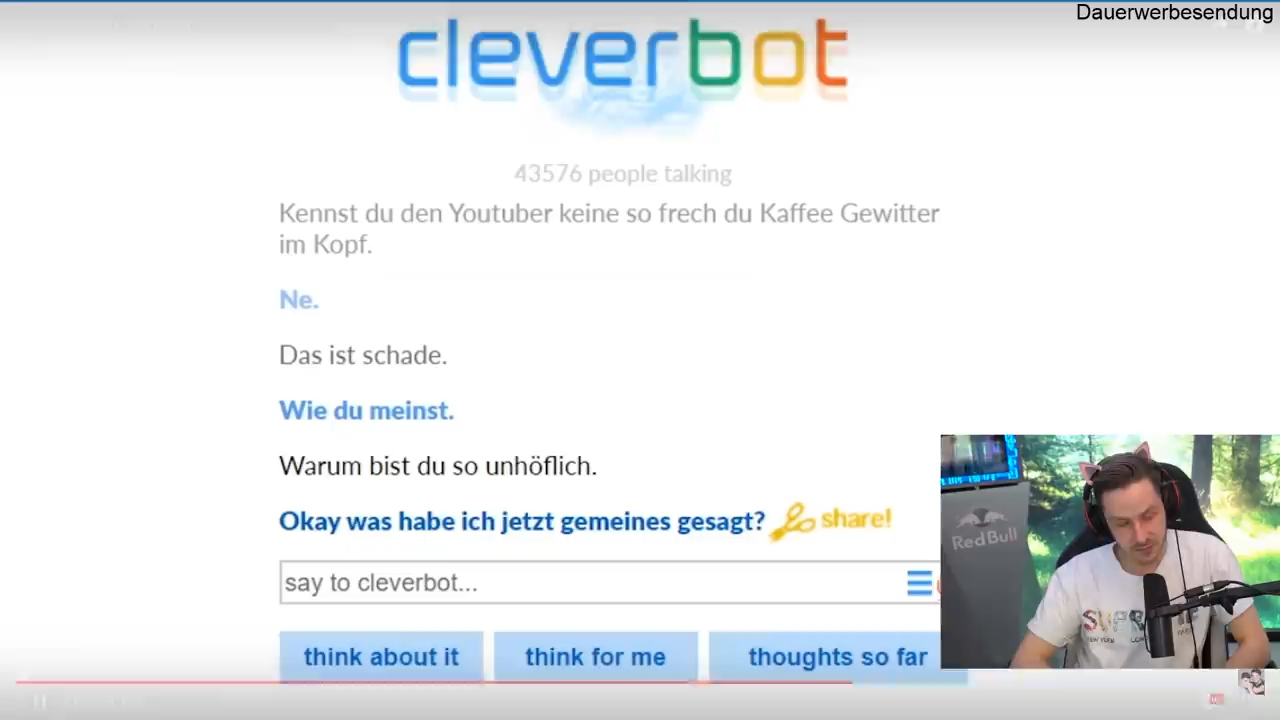 Dauerwerbesendung
cleverbot
43576 people talking
Kennst du den Youtuber keine so frech du Kaffee Gewitter
im Kopf.
Ne.
Das ist schade.
Wie du meinst.
Warum bist du so unhöflich.
Okay was habe ich jetzt gemeines gesagt? share!
say to cleverbot...
think about it think for me thoughts so far
RedBull